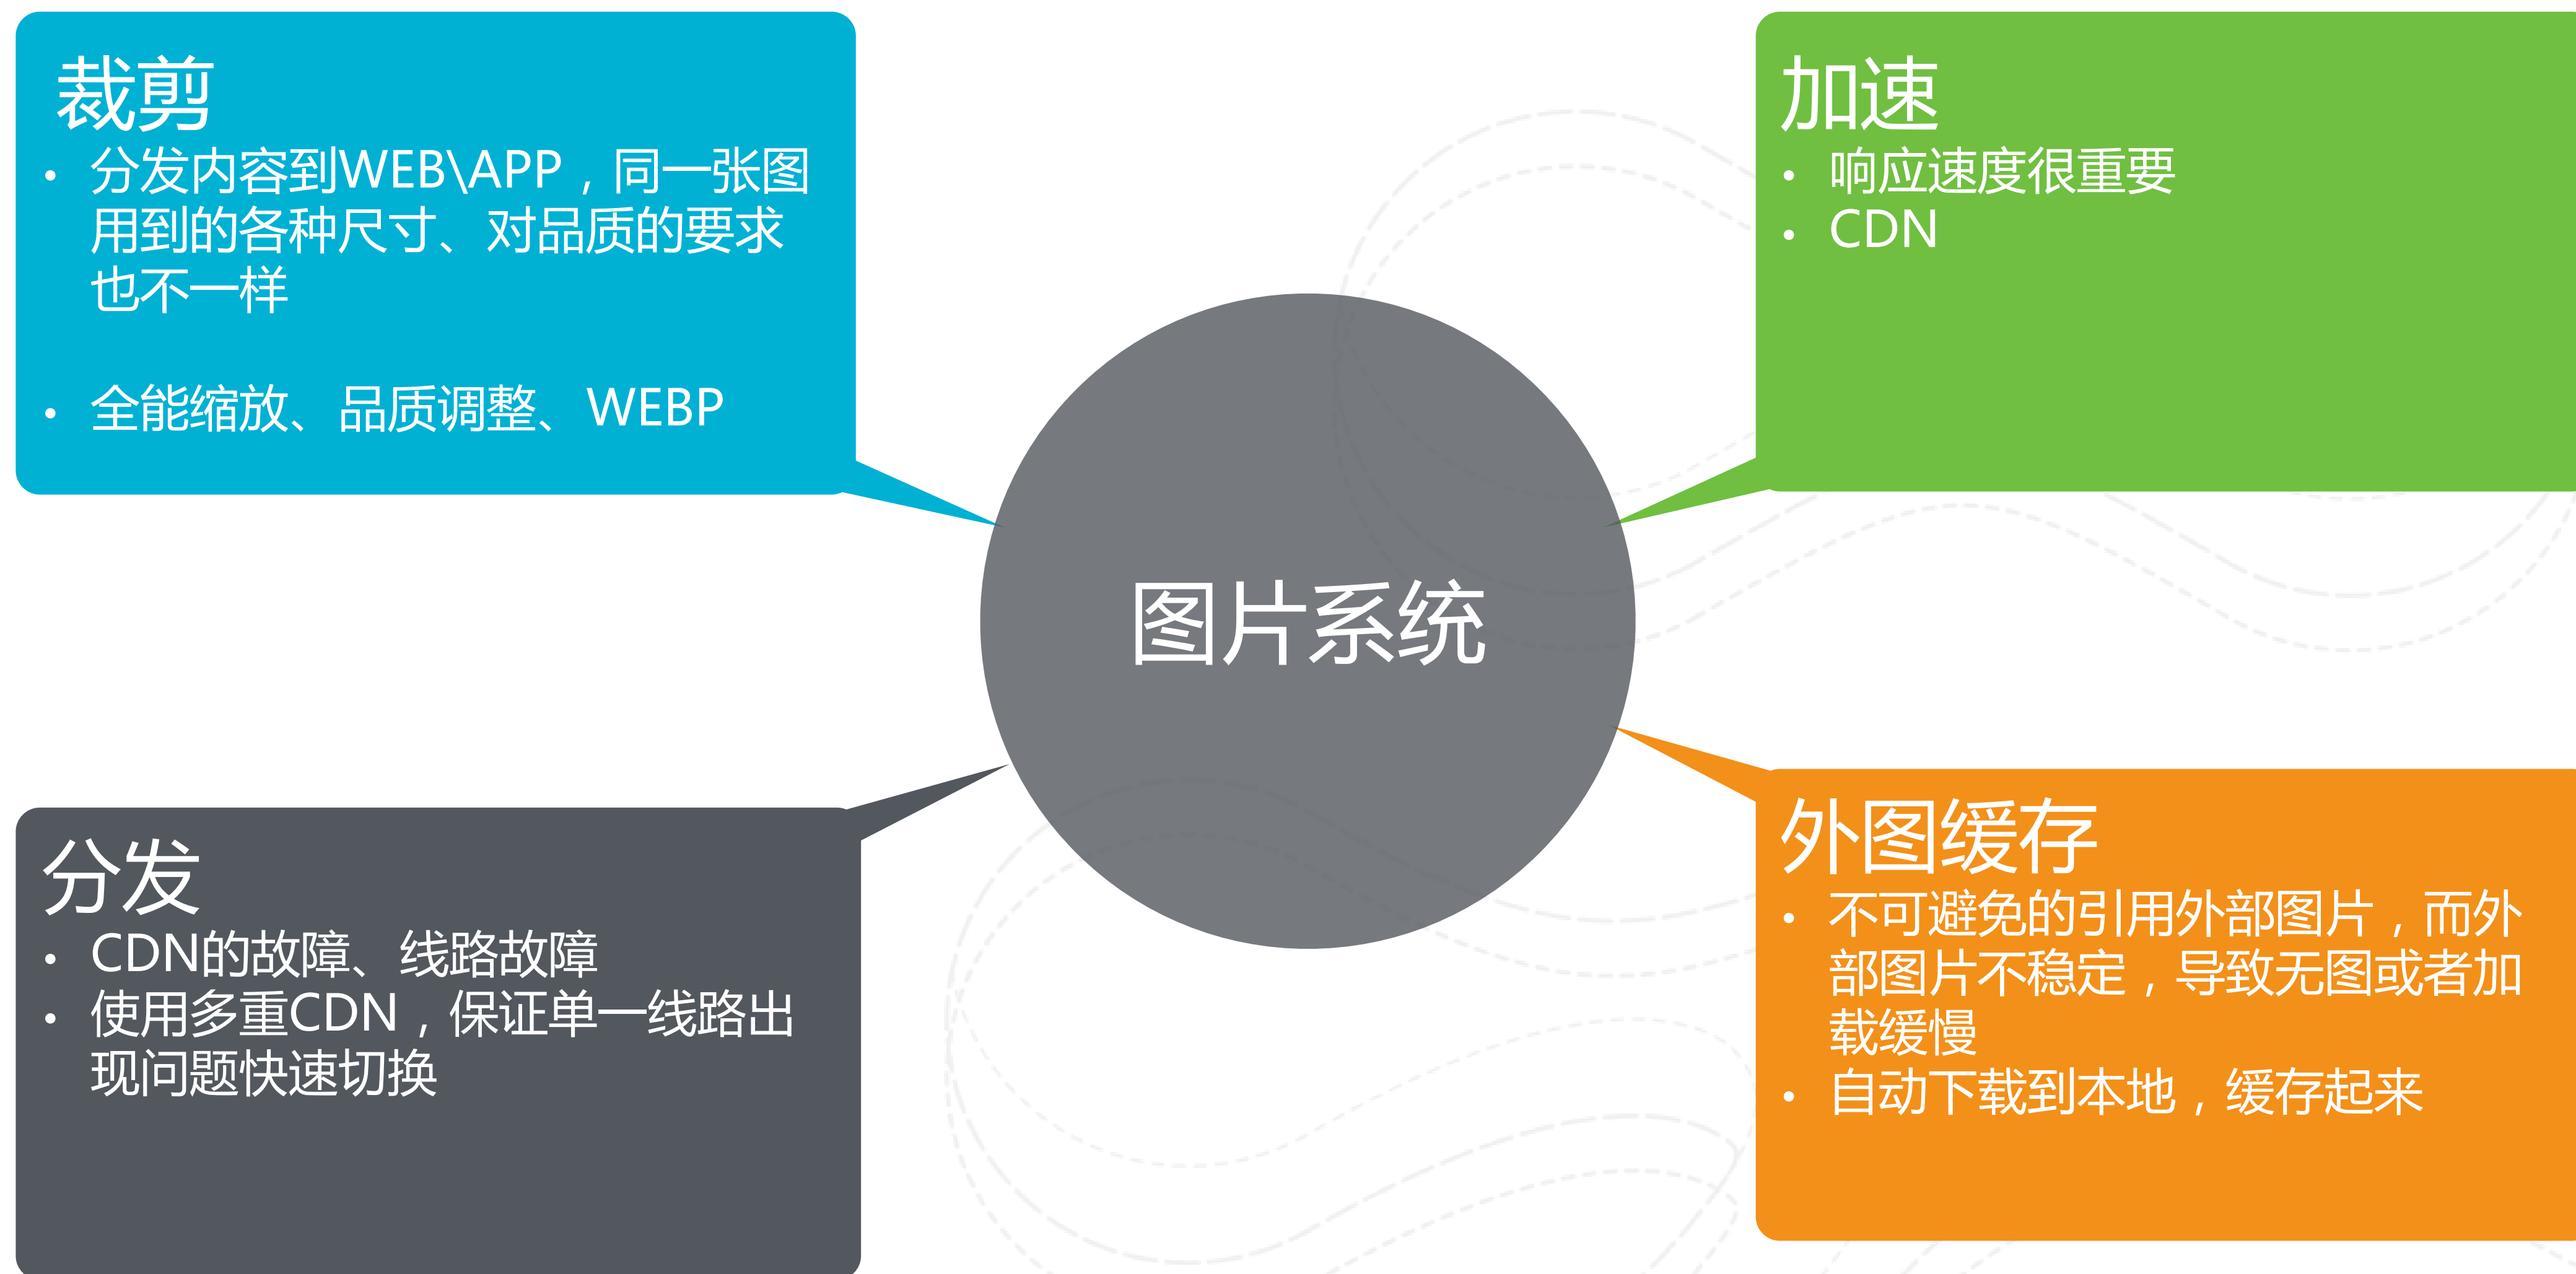 裁剪
• 分发内容到WEB\APP，同一张图
用到的各种尺寸、对品质的要求
也不一样
• 全能缩放、品质调整、WEBP
加速
• 响应速度很重要
• CDN
图片系统
分发
• CDN的故障、线路故障
• 使用多重CDN，保证单一线路出
现问题快速切换
外图缓存
• 不可避免的引用外部图片，而外
部图片不稳定，导致无图或者加
载缓慢
• 自动下载到本地，缓存起来